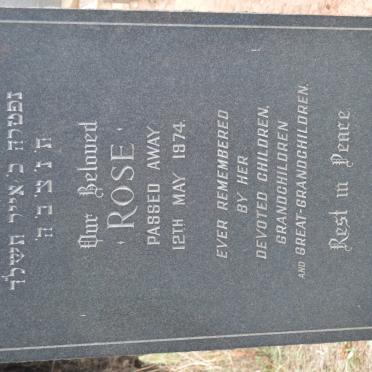 נפטרה כ' אייר תשל"ד
ת נ צ ב ה
Our Beloved
· ROSE ·
PASSED AWAY
12TH MAY 1974.
EVER REMEMBERED
BY HER
DEVOTED CHILDREN,
GRANDCHILDREN
AND GREAT-GRANDCHILDREN.
Rest in Peace